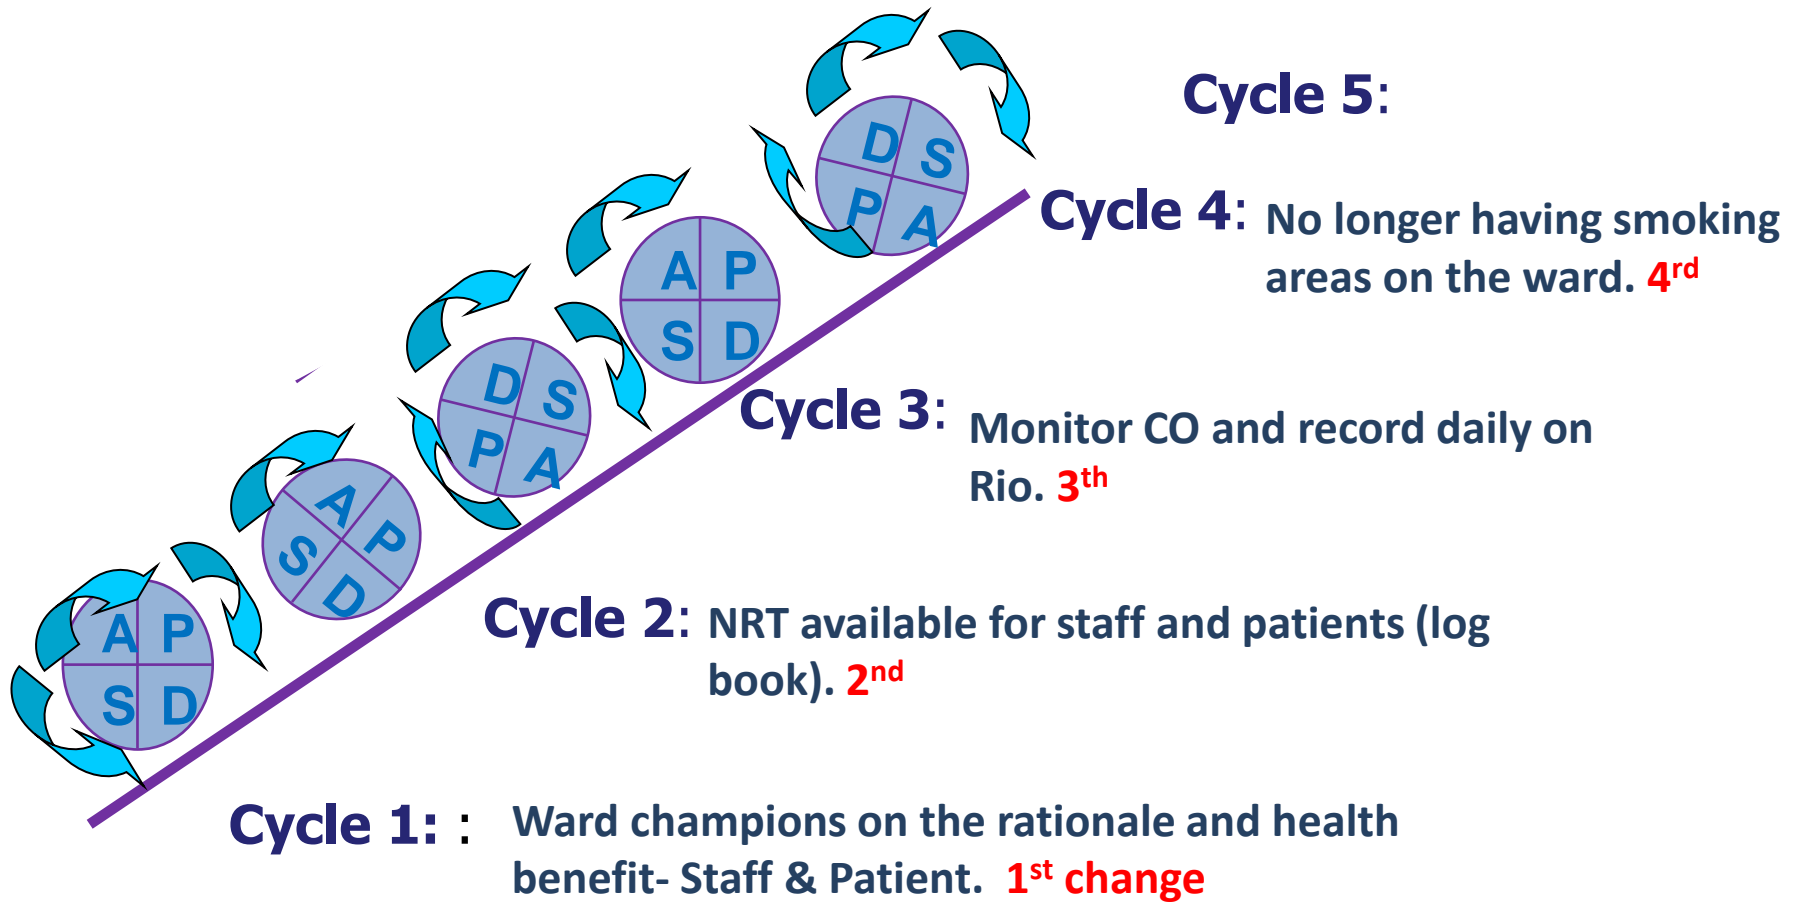 D S
P A
Cycle 5:
Cycle 4: No longer having smoking
areas on the ward. 4rd
A P
S D
D S
P A
Cycle 3: Monitor CO and record daily on
Rio. 3th
A P
S D
Cycle 2: NRT available for staff and patients (log
book). 2nd
A P
S D
Cycle 1: : Ward champions on the rationale and health
benefit- Staff & Patient. 1st change